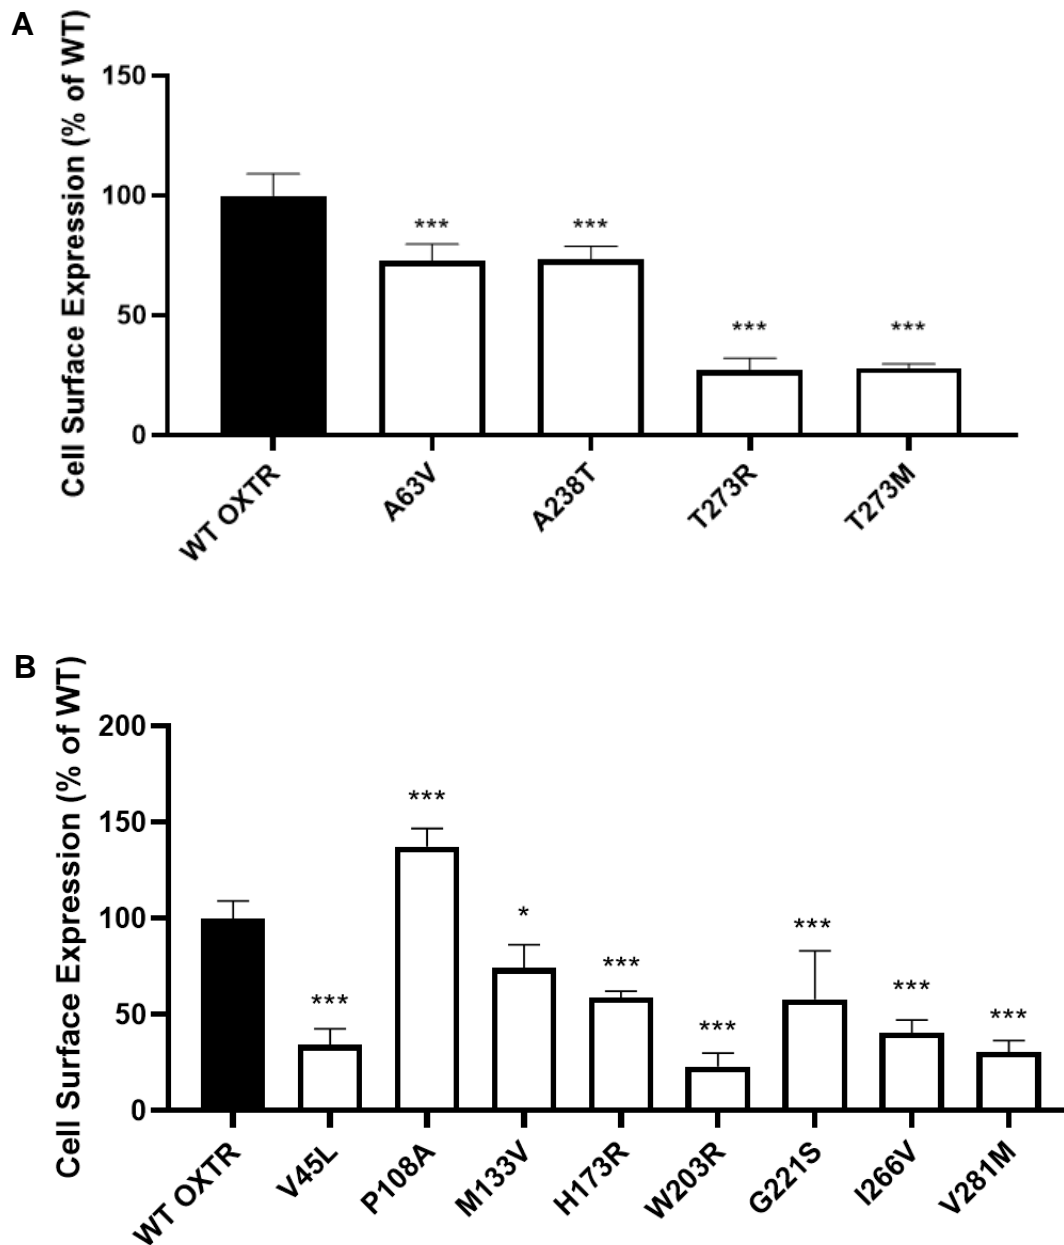 A
Cell Surface Expression (% of WT)
150
100
50
0
***
***
***
***
WT OXTR
A63V
A238T
T273R
T273M
B
Cell Surface Expression (% of WT)
200
150
100
50
0
***
***
*
***
***
***
***
***
WT OXTR
V45L
P108A
M133V
H173R
W203R
G221S
I266V
V281M